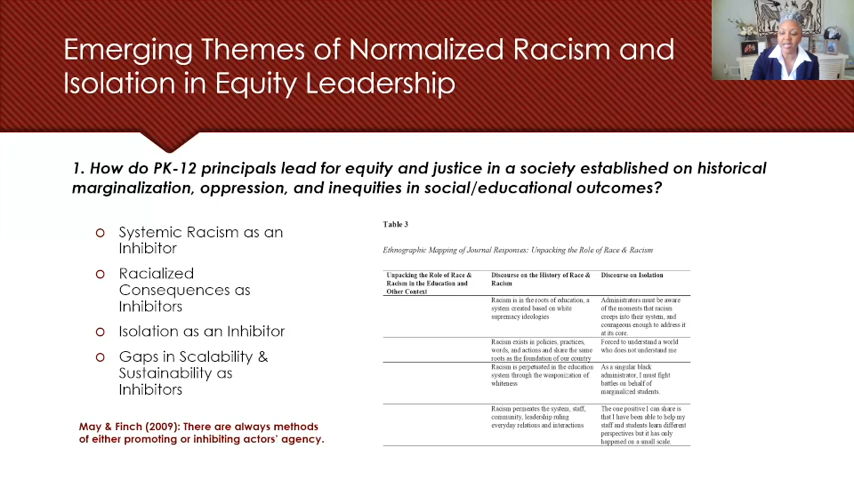 Emerging Themes of Normalized Racism and
Isolation in Equity Leadership
1. How do PK-12 principals lead for equity and justice in a society established on historical
marginalization, oppression, and inequities in social/educational outcomes?
o Systemic Racism as an
Inhibitor
o Racialized
Consequences as
Inhibitors
o Isolation as an Inhibitor
o Gaps in Scalability &
Sustainability as
Inhibitors
May & Finch (2009): There are always methods
of either promoting or inhibiting actors' agency.
Table 3
Ethnographic Mapping of Journal Responses: Unpacking the Role of Race & Racism
Unpacking the Role of Race &
Racism in the Education and
Other Context
Discourse on the History of Race &
Racism
Discourse on Isolation
Racism is in the roots of education, a
system created based on white
supremacy ideologies
Administrators must be aware
of the moments that racism
creeps into their system, and
courageous enough to address it
at its core.
Racism exists in policies, practices,
words, and actions and share the same
roots as the foundation of our country
Forced to understand a world
who does not understand me
Racism is perpetuated in the education
system through the weaponization of
whiteness
As a singular black
administrator, I must fight
battles on behalf of
marginalized students
Racism permeates the system, staff,
community, leadership ruling
everyday relations and interactions
The one positive I can share is
that I have been able to help my
staff and students learn different
perspectives but it has only
happened on a small scale.